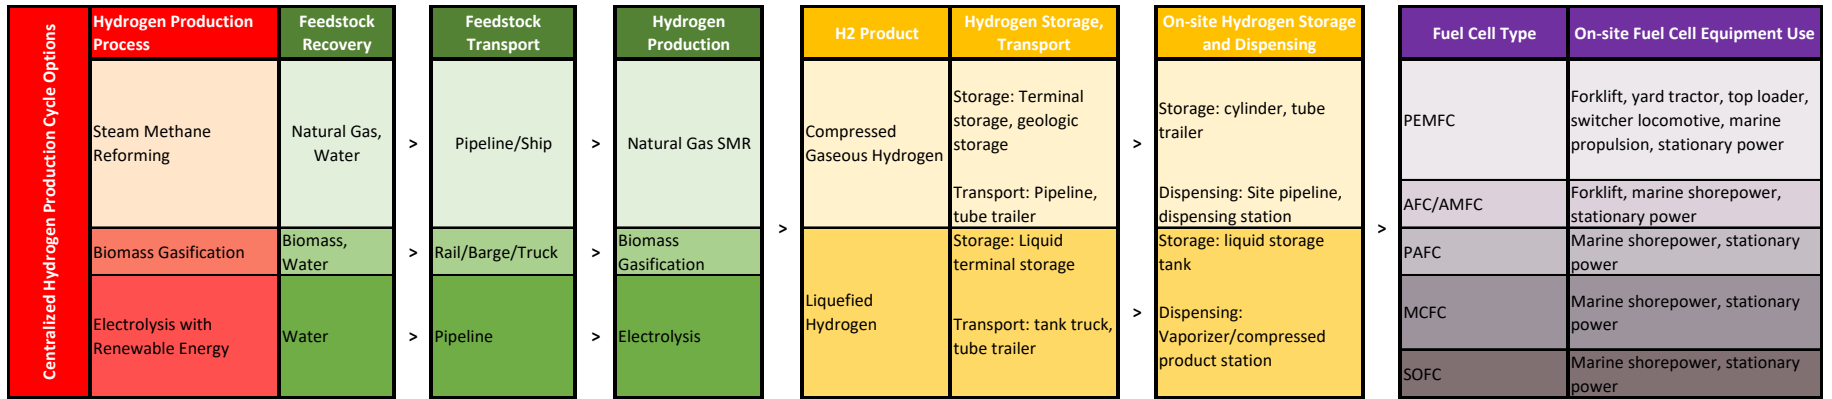 Centralized Hydrogen Production Cycle Options
Hydrogen Production
Process
Feedstock
Recovery
Feedstock
Transport
Hydrogen
Production
H2 Product
Hydrogen Storage,
Transport
On-site Hydrogen Storage
and Dispensing
Fuel Cell Type
On-site Fuel Cell Equipment Use
Steam Methane
Reforming
Natural Gas,
Water
>
Pipeline/Ship
>
Natural Gas SMR
Biomass Gasification
Biomass,
Water
>
Rail/Barge/Truck
>
Biomass
Gasification
Electrolysis with
Renewable Energy
Water
>
Pipeline
>
Electrolysis
>
Compressed
Gaseous Hydrogen
Storage: Terminal
storage, geologic
storage
Transport: Pipeline,
tube trailer
>
Storage: cylinder, tube
trailer
Dispensing: Site pipeline,
dispensing station
Liquefied
Hydrogen
Storage: Liquid
terminal storage
Transport: tank truck,
tube trailer
>
Storage: liquid storage
tank
Dispensing:
Vaporizer/compressed
product station
>
PEMFC
Forklift, yard tractor, top loader,
switcher locomotive, marine
propulsion, stationary power
AFC/AMFC
Forklift, marine shorepower,
stationary power
PAFC
Marine shorepower, stationary
power
MCFC
Marine shorepower, stationary
power
SOFC
Marine shorepower, stationary
power